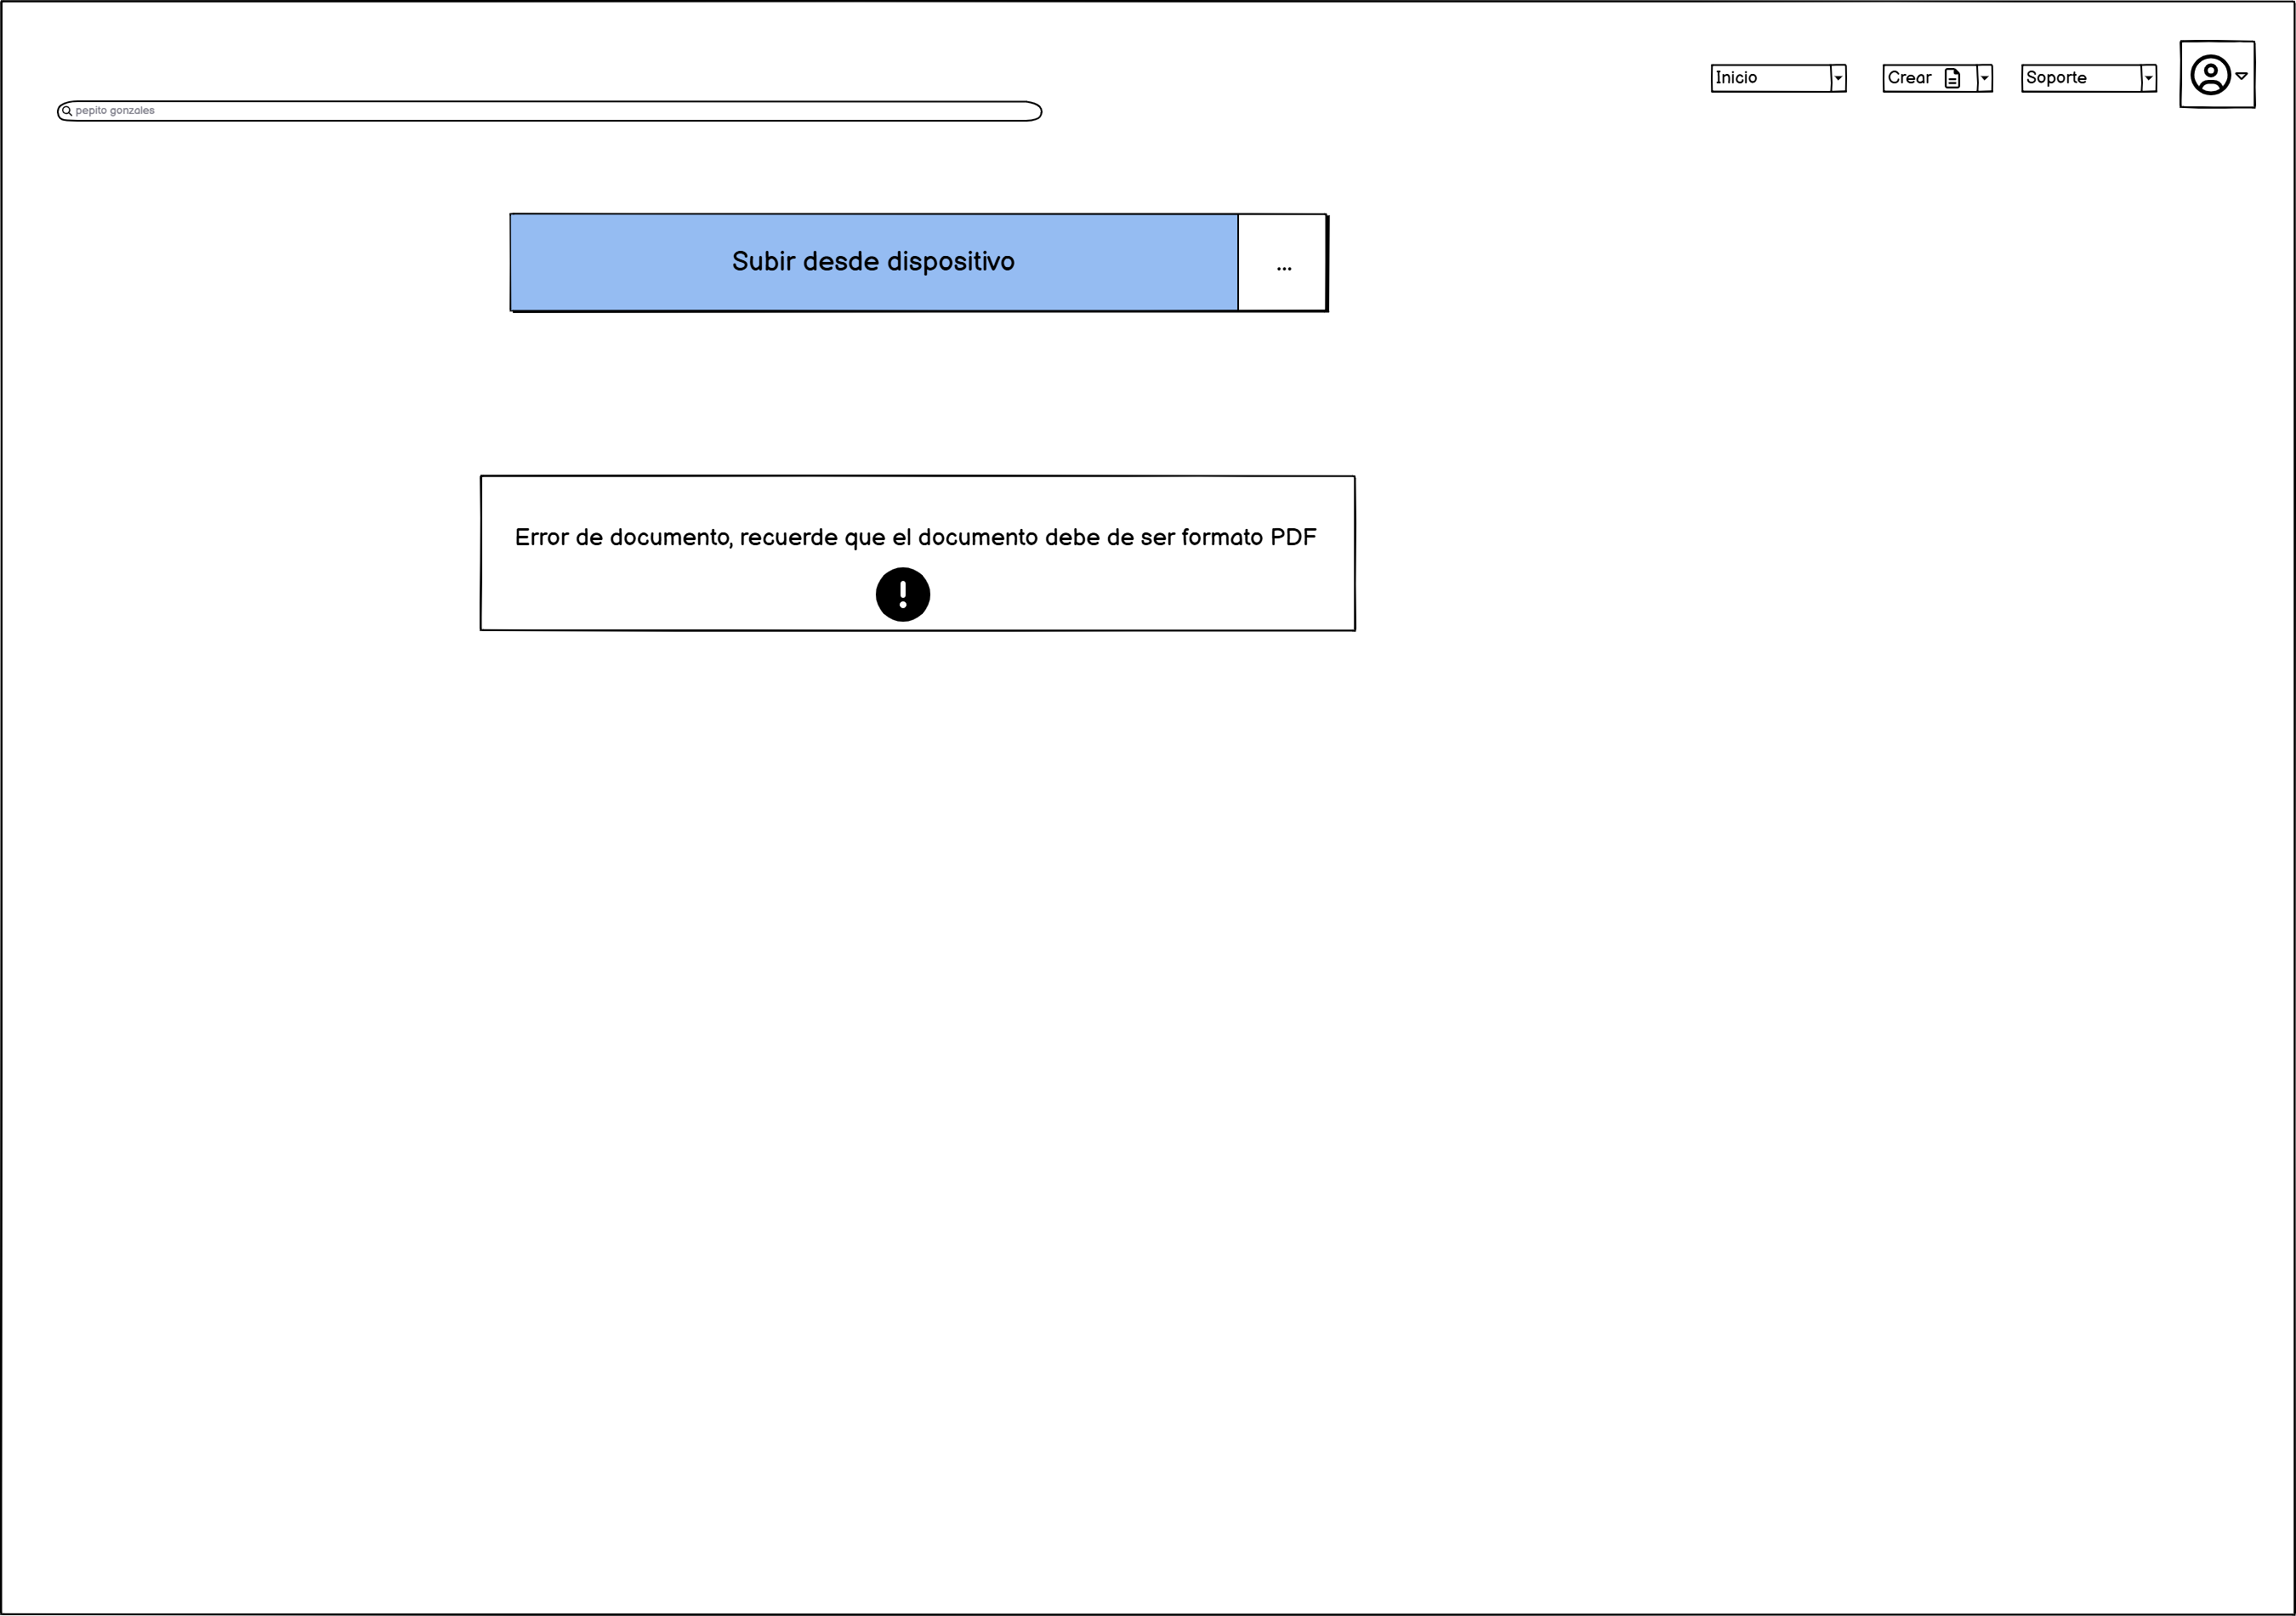 Inicio
Crear
Soporte
pepito gonzales
Subir desde dispositivo
...
Error de documento, recuerde que el documento debe de ser formato PDF